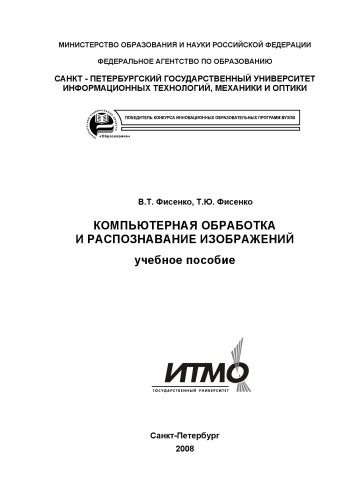 МИНИСТЕРСТВО ОБРАЗОВАНИЯ И НАУКИ РОССИЙСКОЙ ФЕДЕРАЦИИ
ФЕДЕРАЛЬНОЕ АГЕНТСТВО ПО ОБРАЗОВАНИЮ
САНКТ - ПЕТЕРБУРГСКИЙ ГОСУДАРСТВЕННЫЙ УНИВЕРСИТЕТ
ИНФОРМАЦИОННЫХ ТЕХНОЛОГИЙ, МЕХАНИКИ И ОПТИКИ
ПОБЕДИТЕЛЬ КОНКУРСА ИННОВАЦИОННЫХ ОБРАЗОВАТЕЛЬНЫХ ПРОГРАММ ВУЗОВ
«Образование»
В.Т. Фисенко, Т.Ю. Фисенко
КОМПЬЮТЕРНАЯ ОБРАБОТКА
И РАСПОЗНАВАНИЕ ИЗОБРАЖЕНИЙ
учебное пособие
ИТМО
ГОСУДАРСТВЕННЫЙ УНИВЕРСИТЕТ
Санкт-Петербург
2008